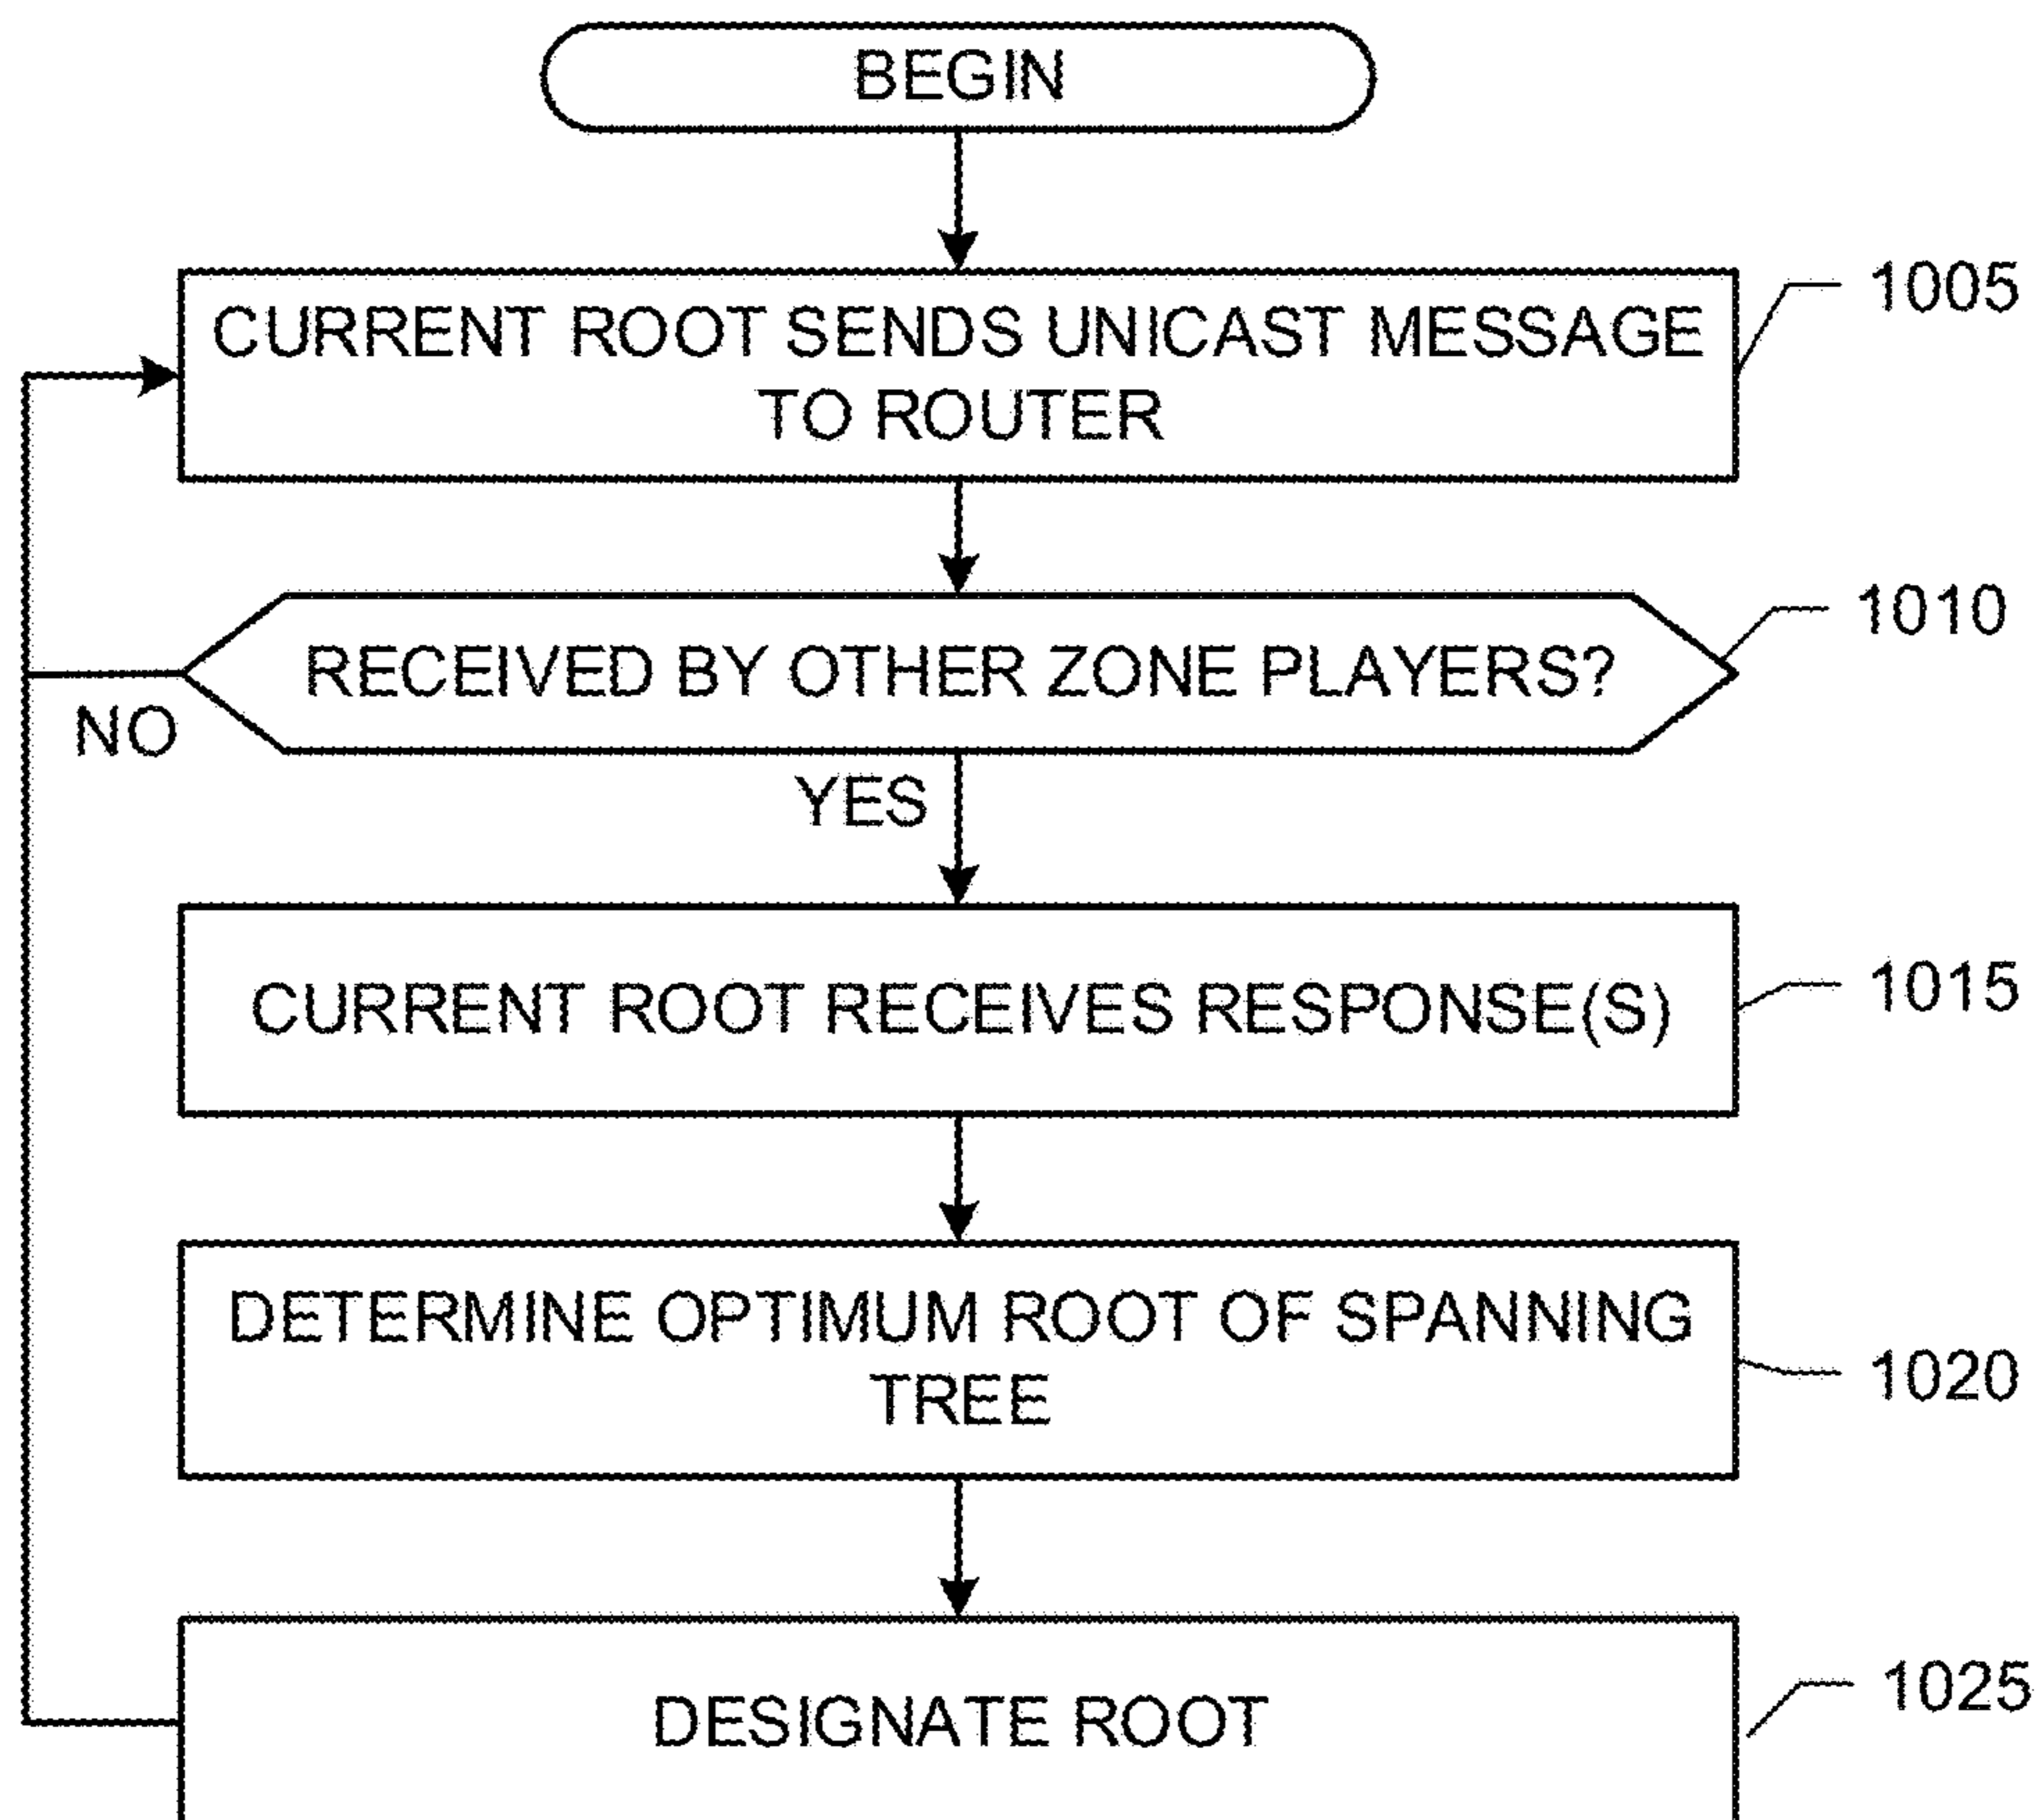 BEGIN
CURRENT ROOT SENDS UNICAST MESSAGE
TO ROUTER
1005
RECEIVED BY OTHER ZONE PLAYERS?
1010
NO
YES
CURRENT ROOT RECEIVES RESPONSE(S)
1015
DETERMINE OPTIMUM ROOT OF SPANNING
TREE
1020
DESIGNATE ROOT
1025